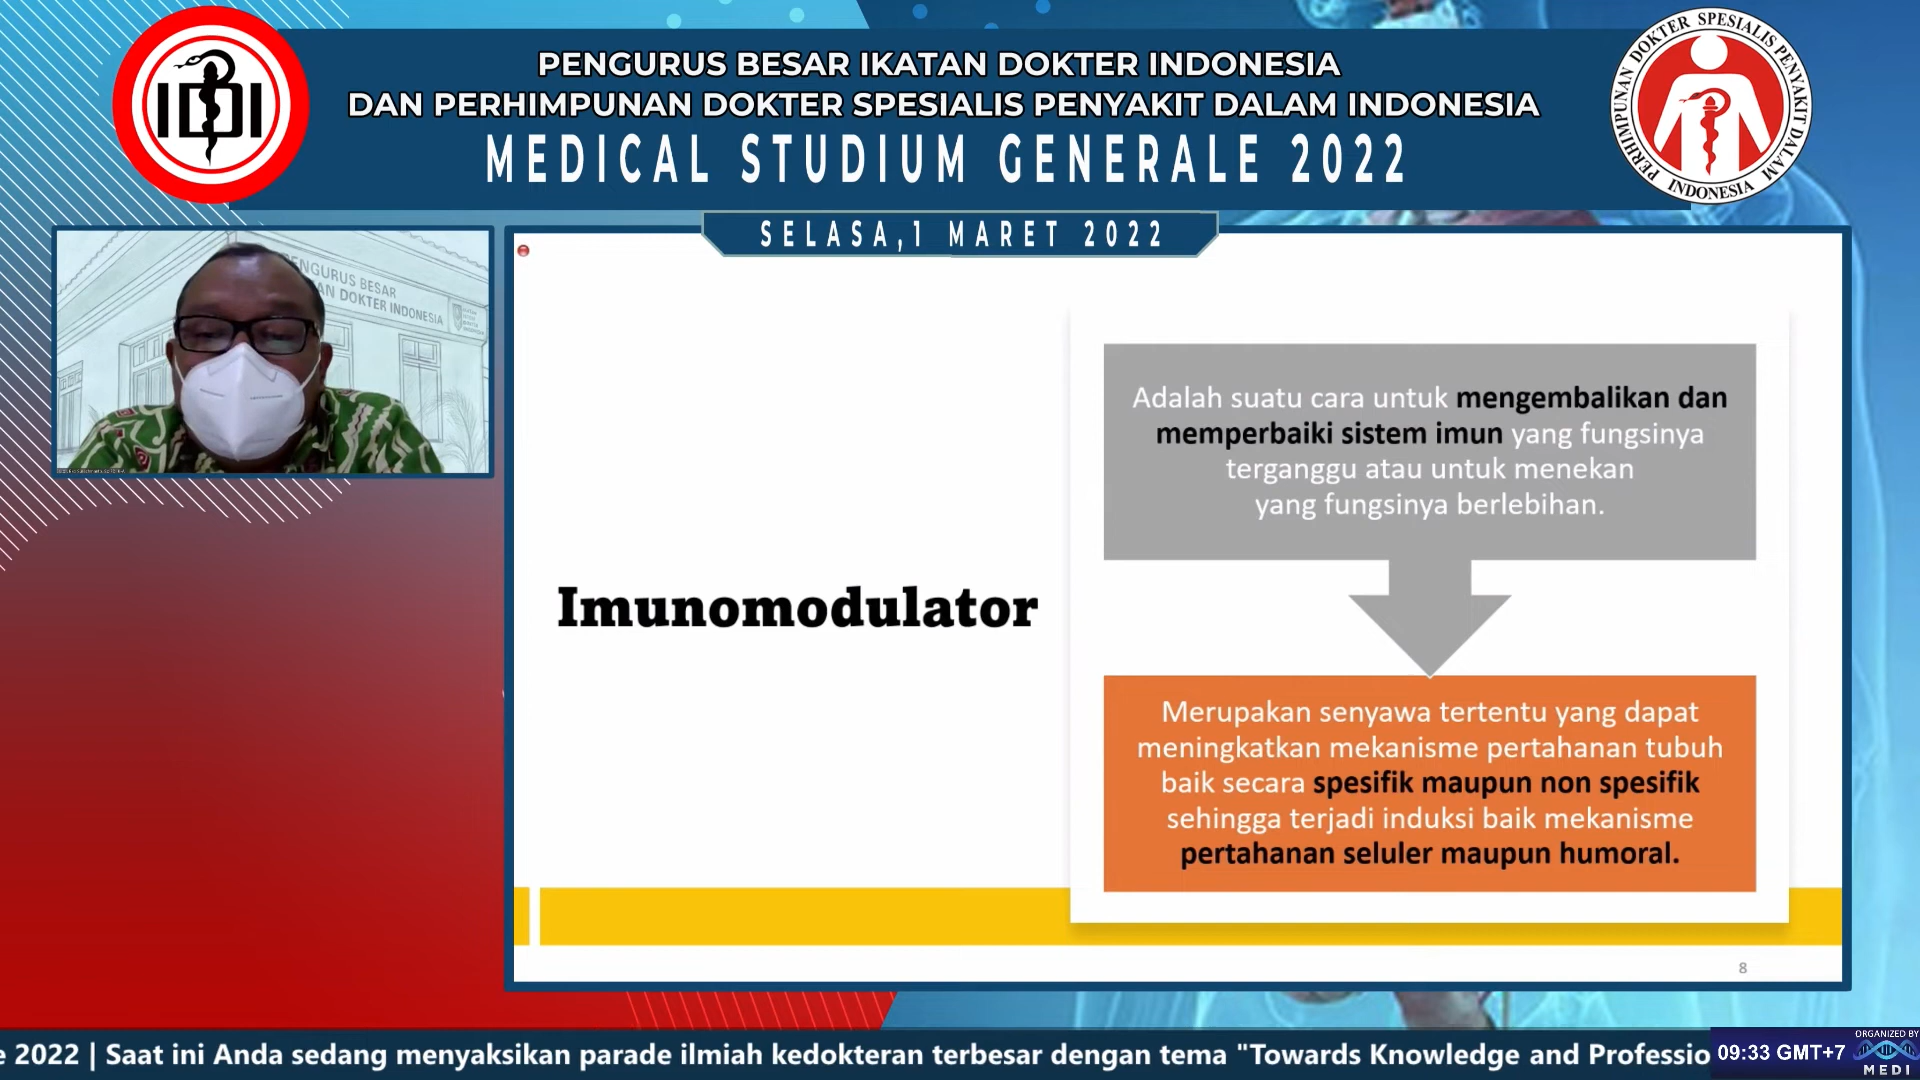 PENGURUS BESAR IKATAN DOKTER INDONESIA
DAN PERHIMPUNAN DOKTER SPESIALIS PENYAKIT DALAM INDONESIA
MEDICAL STUDIUM GENERALE 2022
SELASA,1 MARET 2022
IDI
PERHIMPUNAN DOKTER SPESIALIS PENYAKIT DALAM
INDONESIA
PENGURUS BESAR
AN DOKTER INDONESIA
Imunomodulator
Adalah suatu cara untuk mengembalikan dan
memperbaiki sistem imun yang fungsinya
terganggu atau untuk menekan
yang fungsinya berlebihan.
Merupakan senyawa tertentu yang dapat
meningkatkan mekanisme pertahanan tubuh
baik secara spesifik maupun non spesifik
sehingga terjadi induksi baik mekanisme
pertahanan seluler maupun humoral.
8
e 2022 | Saat ini Anda sedang menyaksikan parade ilmiah kedokteran terbesar dengan tema "Towards Knowledge and Professio
09:33 GMT+7
ORGANIZED BY
MEDI